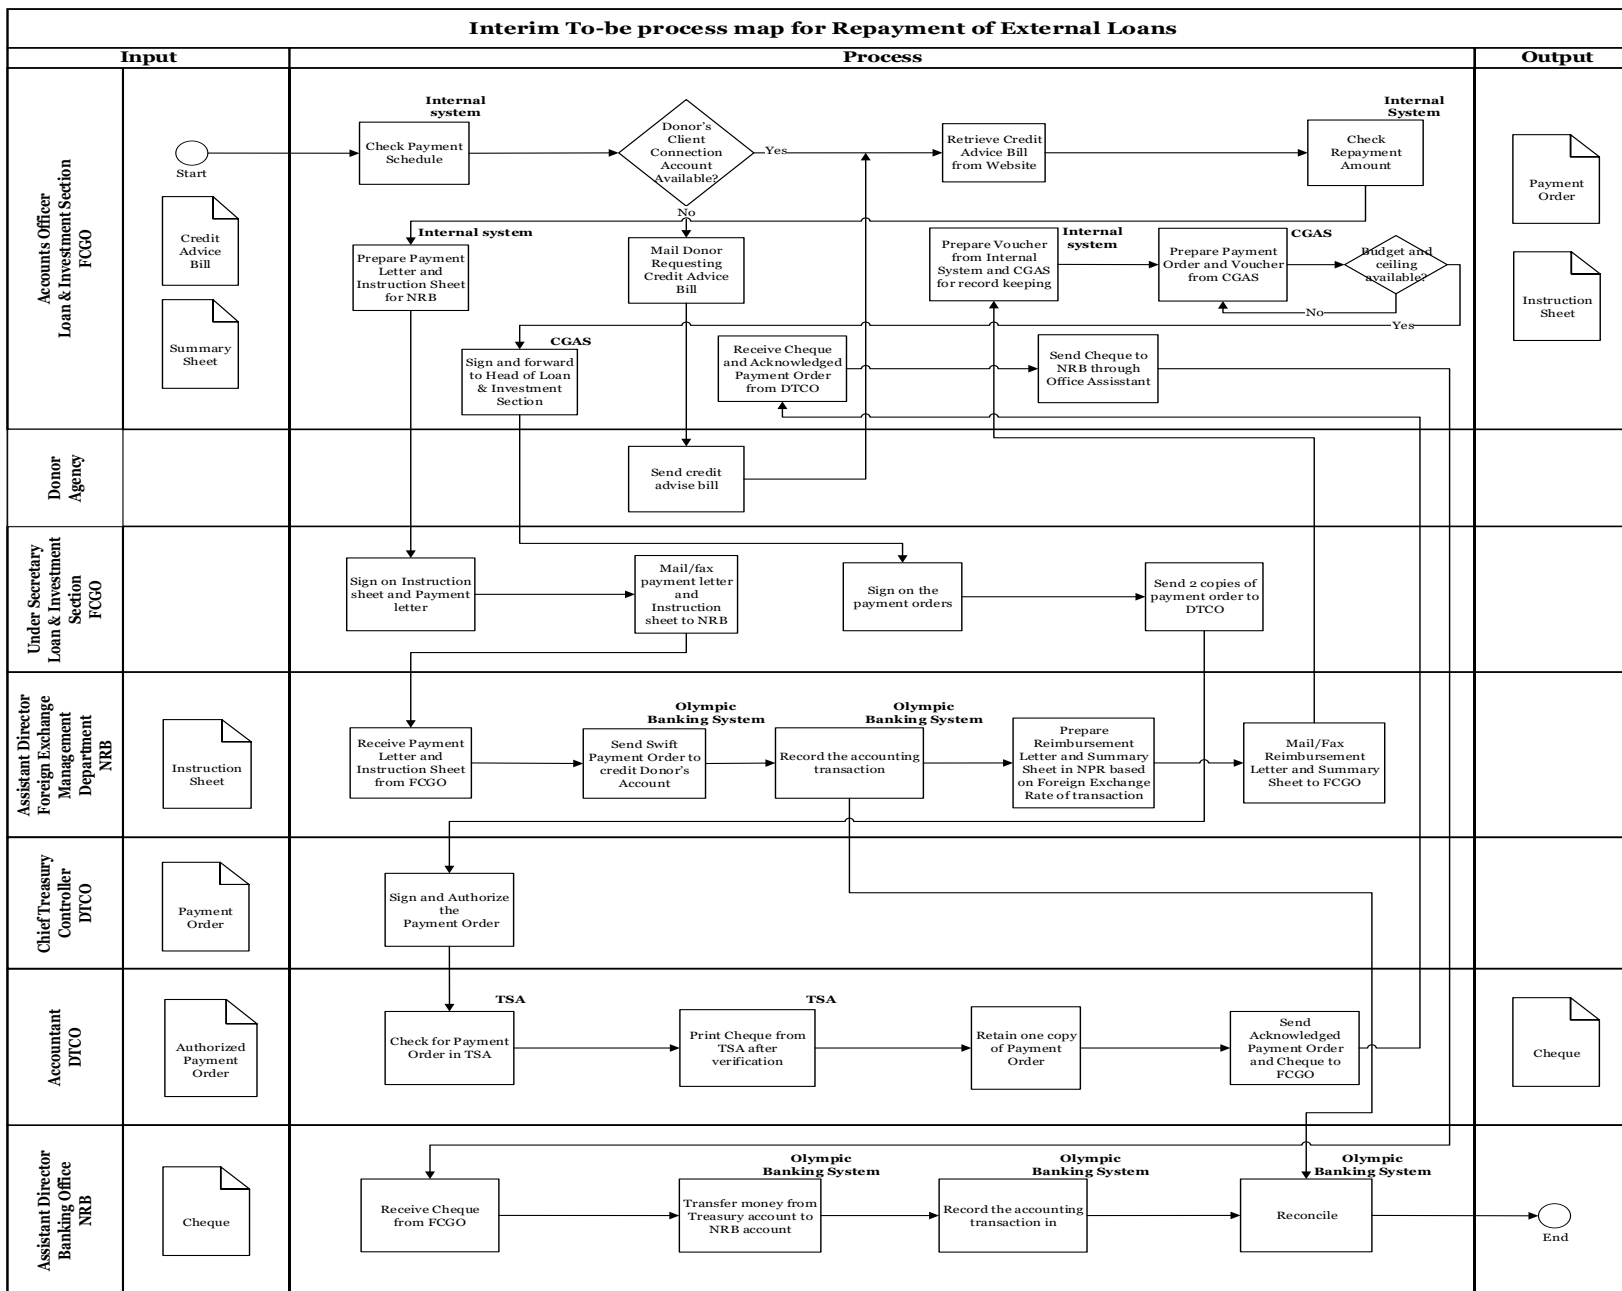 Interim To-be process map for Repayment of External Loans
Input
Process
Output
Accounts Officer
Loan & Investment Section
FCGO
Start
Credit
Advice
Bill
Summary
Sheet
Internal
system
Check Payment
Schedule
Donor's
Client
Connection
Account
Available?
Yes
No
Retrieve Credit
Advice Bill
from Website
Internal
System
Check
Repayment
Amount
Internal system
Prepare Payment
Letter and
Instruction Sheet
for NRB
Mail Donor
Requesting
Credit Advice
Bill
Prepare Voucher
from Internal
System and CGAS
for record keeping
Internal
system
Prepare Payment
Order and Voucher
from CGAS
CGAS
Budget and
ceiling
available?
No
Yes
CGAS
Sign and forward
to Head of Loan
& Investment
Section
Receive Cheque
and Acknowledged
Payment Order
from DTCO
Send Cheque to
NRB through
Office Assistant
Payment
Order
Instruction
Sheet
Donor
Agency
Send credit
advise bill
Under Secretary
Loan & Investment
Section
FCGO
Sign on Instruction
sheet and Payment
letter
Mail/fax
payment letter
and
Instruction
sheet to NRB
Sign on the
payment orders
Send 2 copies of
payment order to
DTCO
Assistant Director
Foreign Exchange
Management
Department
NRB
Instruction
Sheet
Receive Payment
Letter and
Instruction Sheet
from FCGO
Olympic
Banking System
Send Swift
Payment Order to
credit Donor's
Account
Olympic
Banking System
Record the accounting
transaction
Prepare
Reimbursement
Letter and Summary
Sheet in NPR based
on Foreign Exchange
Rate of transaction
Mail/Fax
Reimbursement
Letter and Summary
Sheet to FCGO
Chief Treasury
Controller
DTCO
Payment
Order
Sign and Authorize
the
Payment Order
Accountant
DTCO
Authorized
Payment
Order
TSA
Check for Payment
Order in TSA
TSA
Print Cheque from
TSA after
verification
Retain one copy
of Payment
Order
Send
Acknowledged
Payment Order
and Cheque to
FCGO
Cheque
Assistant Director
Banking Office
NRB
Cheque
Receive Cheque
from FCGO
Olympic
Banking System
Transfer money from
Treasury account to
NRB account
Olympic
Banking System
Record the accounting
transaction in
Olympic
Banking System
Reconcile
End